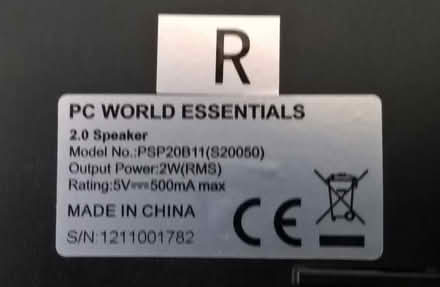 R
PC WORLD ESSENTIALS
2.0 Speaker
Model No.:PSP20B11(S20050)
Output Power:2W(RMS)
Rating:5V⎓500mA max
MADE IN CHINA
S/N:1211001782
CE